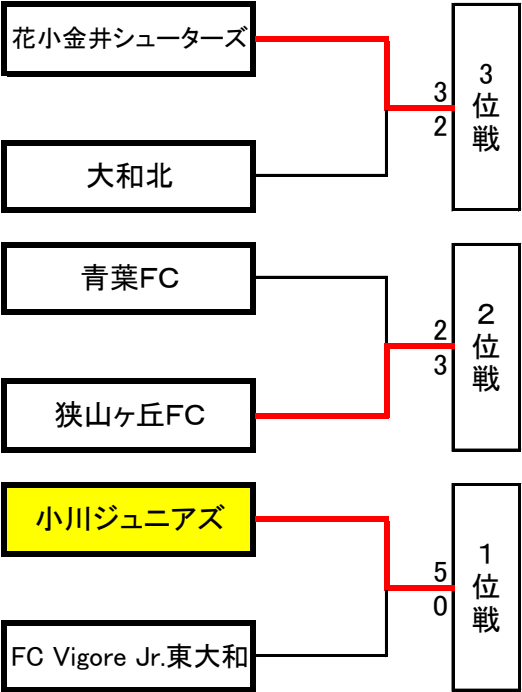 花小金井シューターズ
3
2
3位戦
大和北
青葉FC
2
3
2位戦
狭山ヶ丘FC
小川ジュニアズ
5
0
1位戦
FC Vigore Jr.東大和